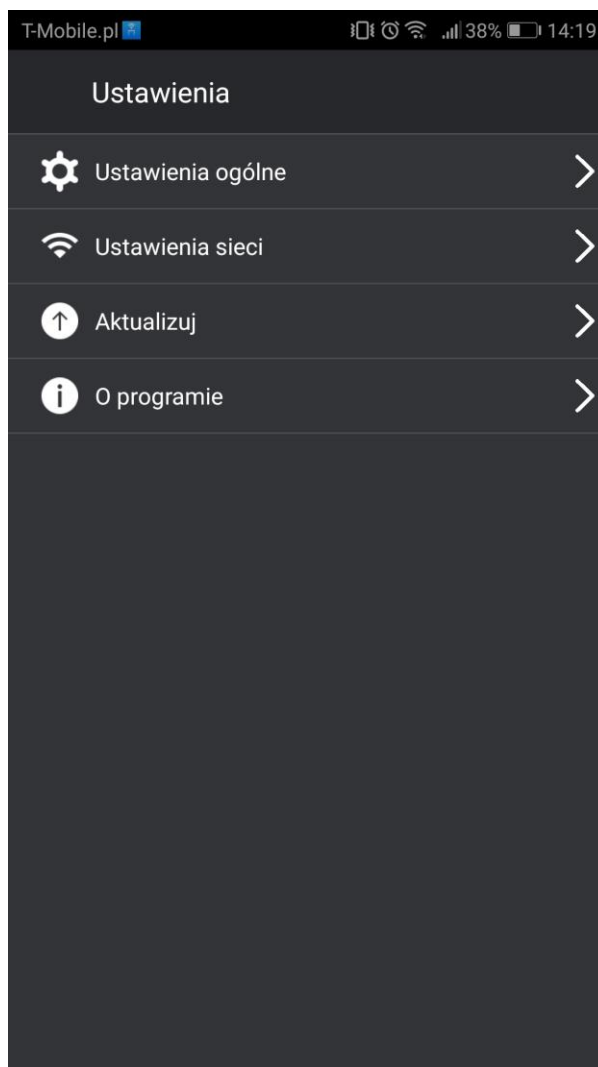 T-Mobile.pl 38% 14:19
Ustawienia
Ustawienia ogólne
Ustawienia sieci
Aktualizuj
O programie